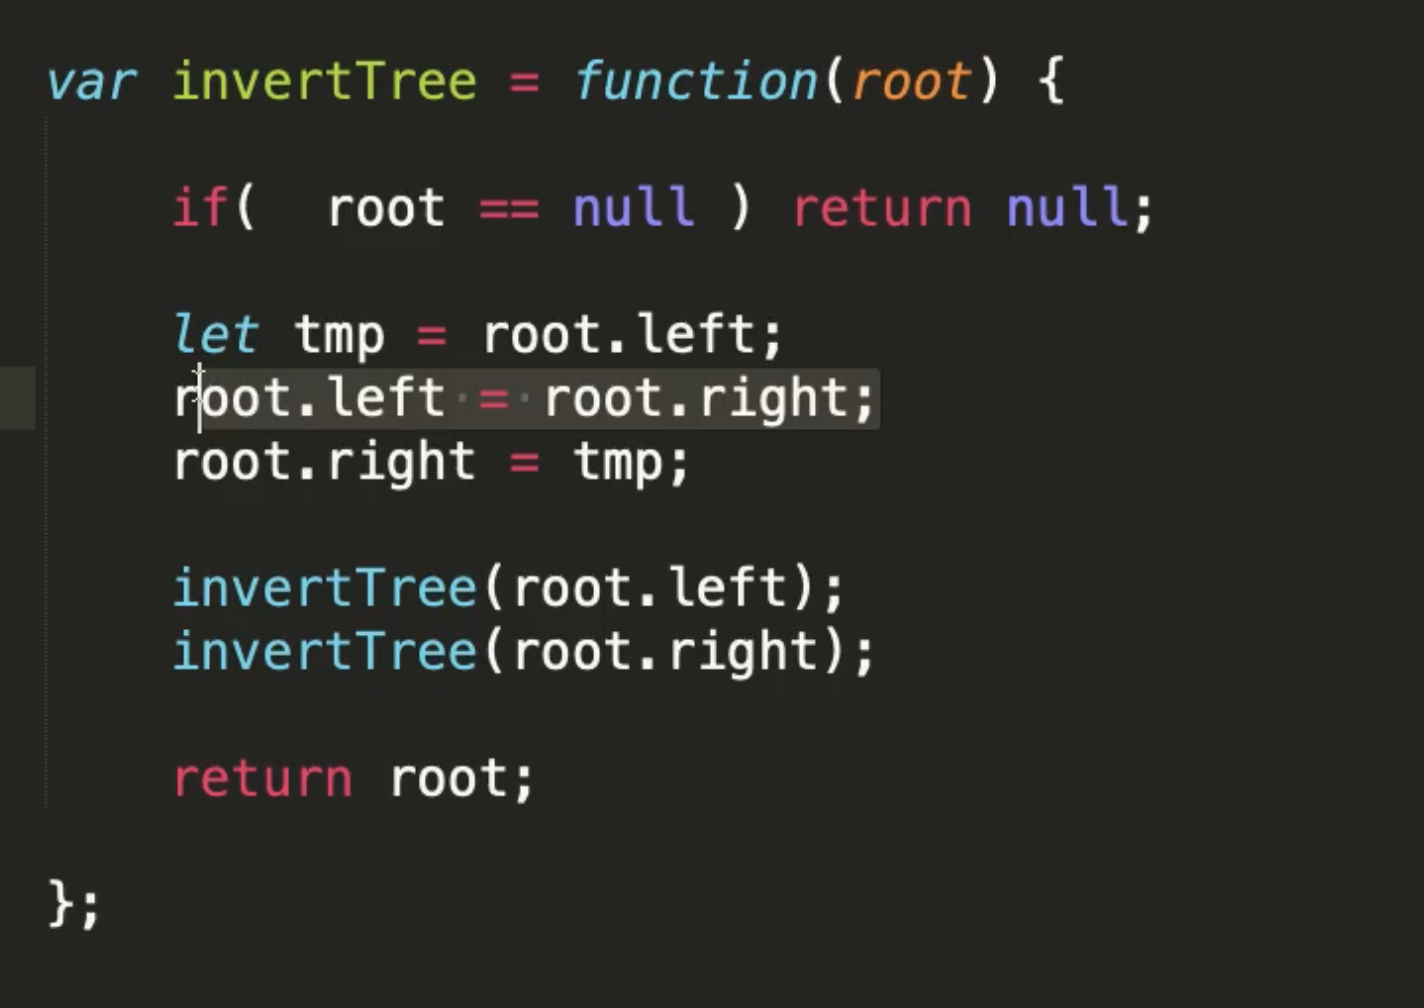 var invertTree = function(root) {
if(  root == null ) return null;
let tmp = root.left;
root.left = root.right;
root.right = tmp;
invertTree(root.left);
invertTree(root.right);
return root;
};